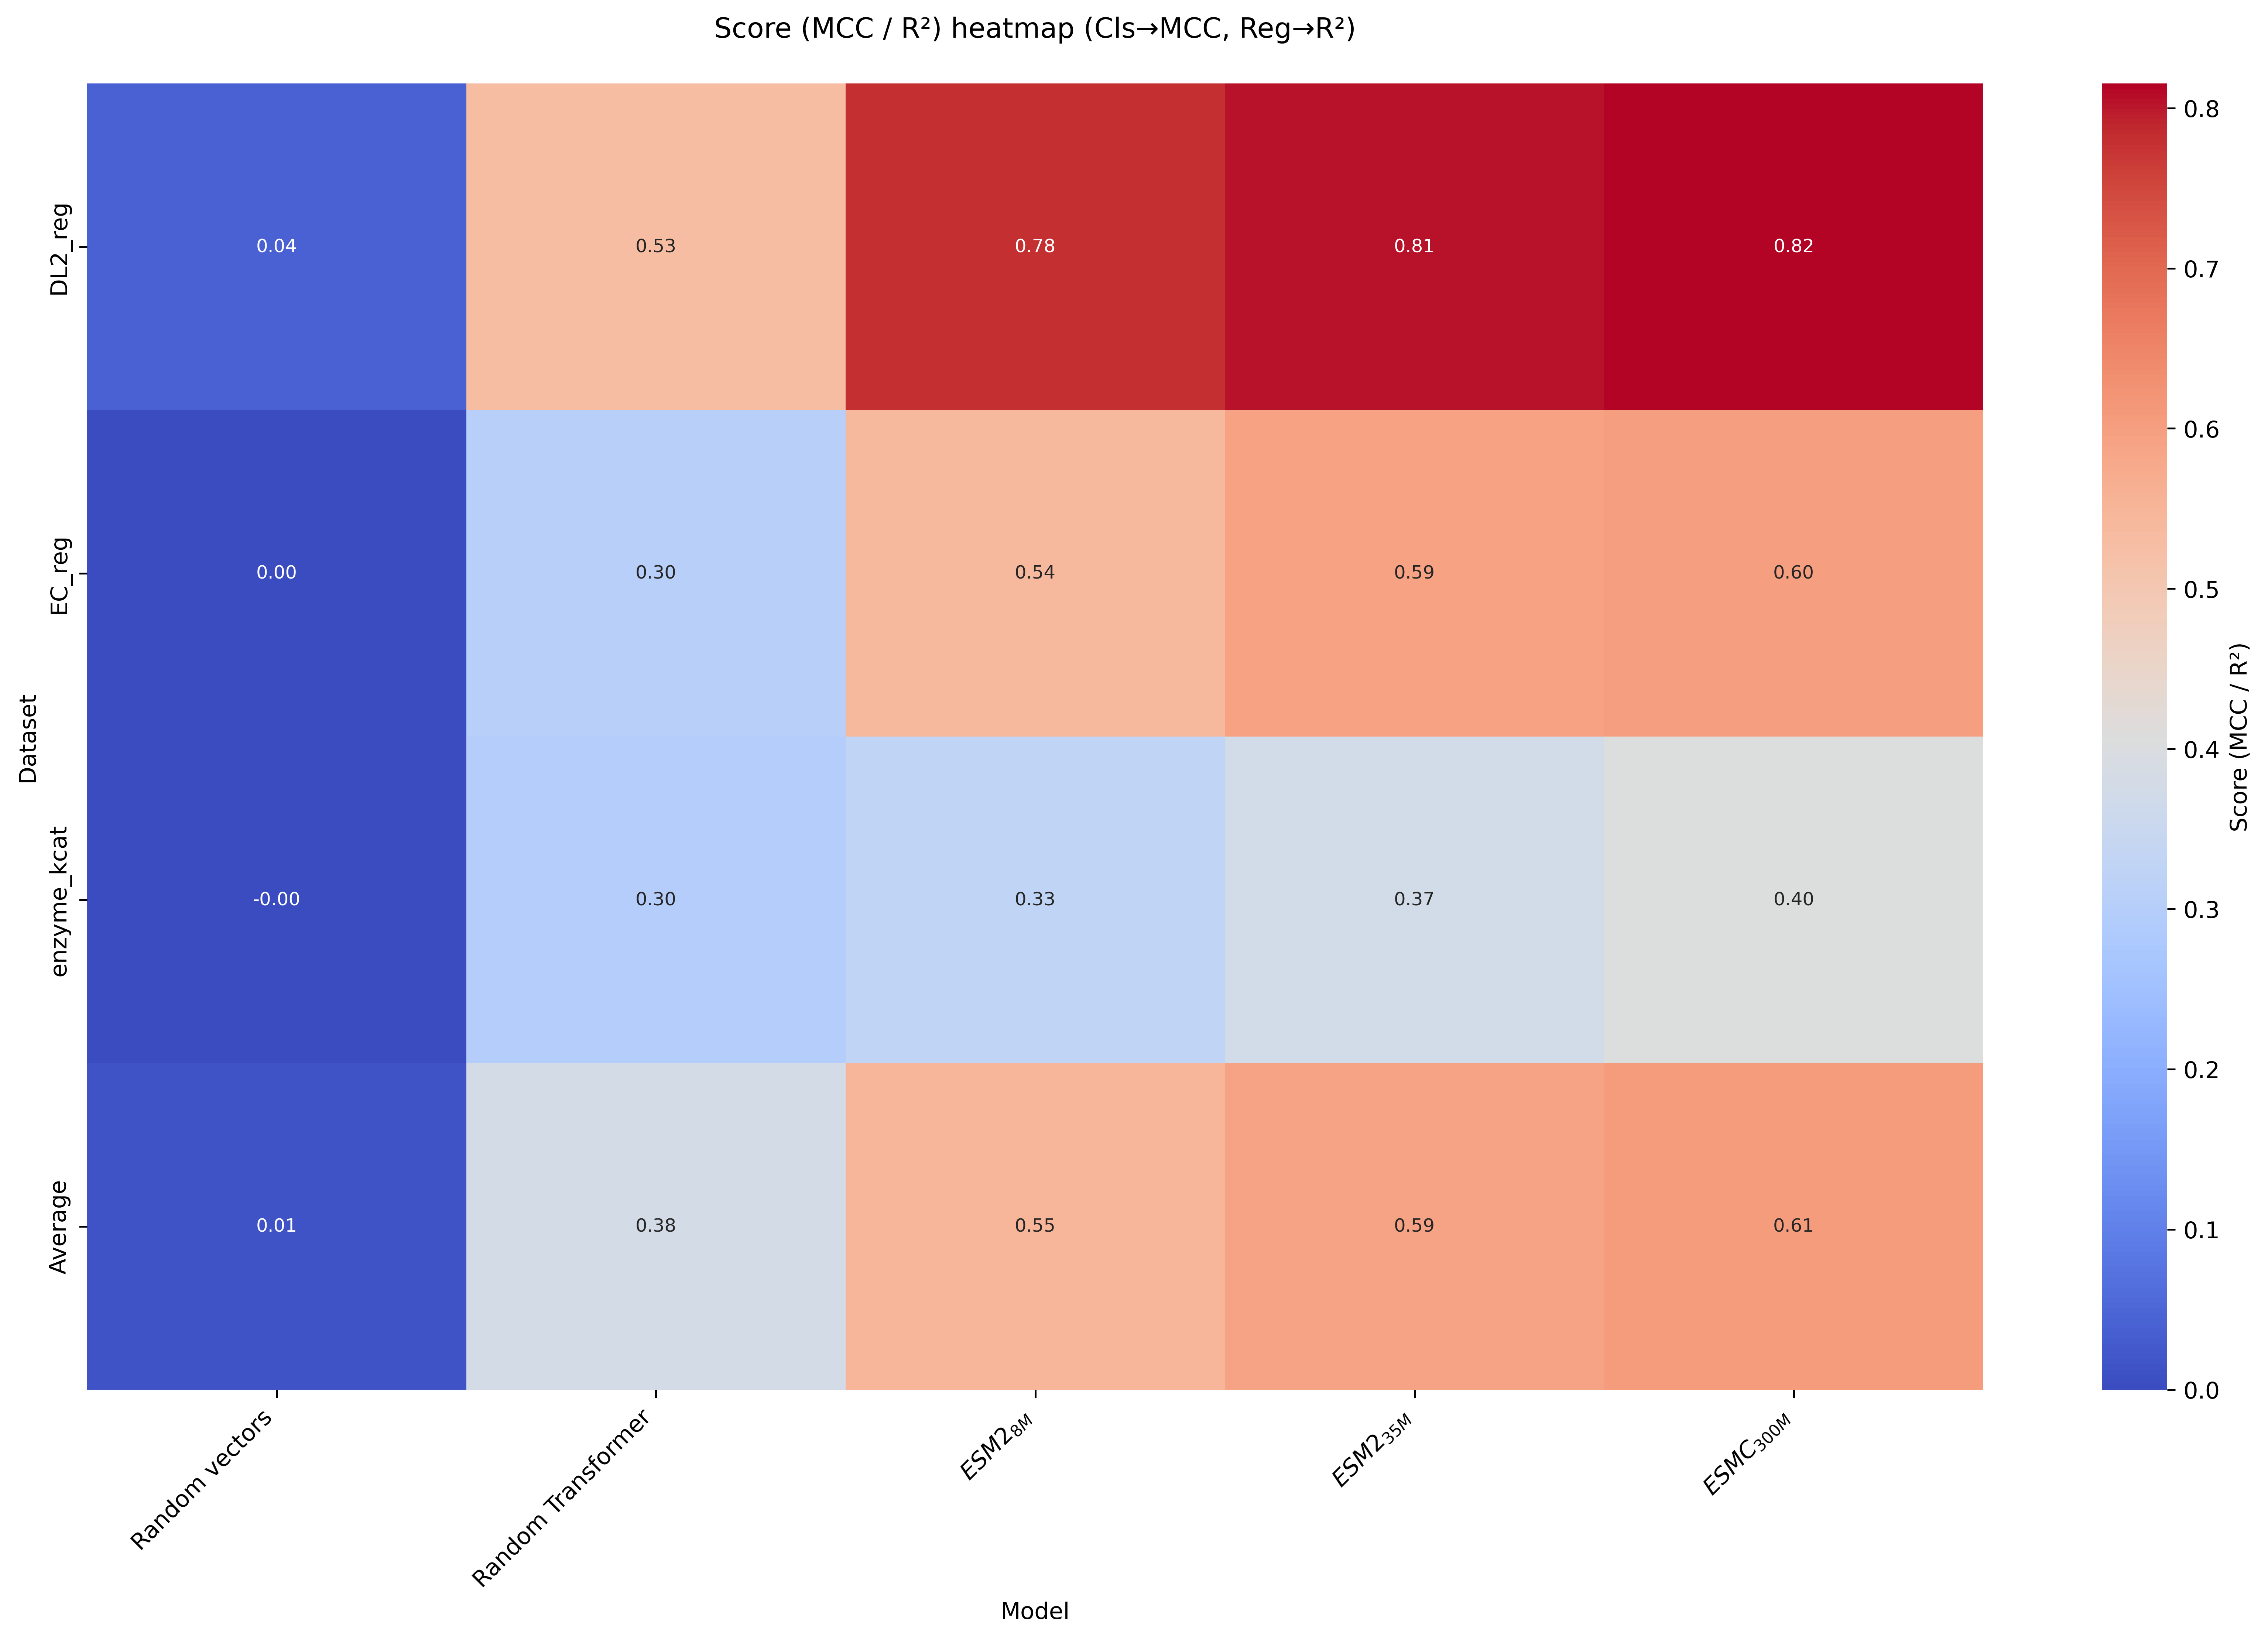 Score (MCC / R²) heatmap (Cls→MCC, Reg→R²)
Dataset
DL2_reg
0.04 0.53 0.78 0.81 0.82
EC_reg
0.00 0.30 0.54 0.59 0.60
enzyme_kcat
-0.00 0.30 0.33 0.37 0.40
Average
0.01 0.38 0.55 0.59 0.61
Random vectors
Random Transformer
ESM2₈M
ESM2₃₅M
ESMC₃₀₀M
Model
0.8
0.7
0.6
0.5
0.4
0.3
0.2
0.1
0.0
Score (MCC / R²)